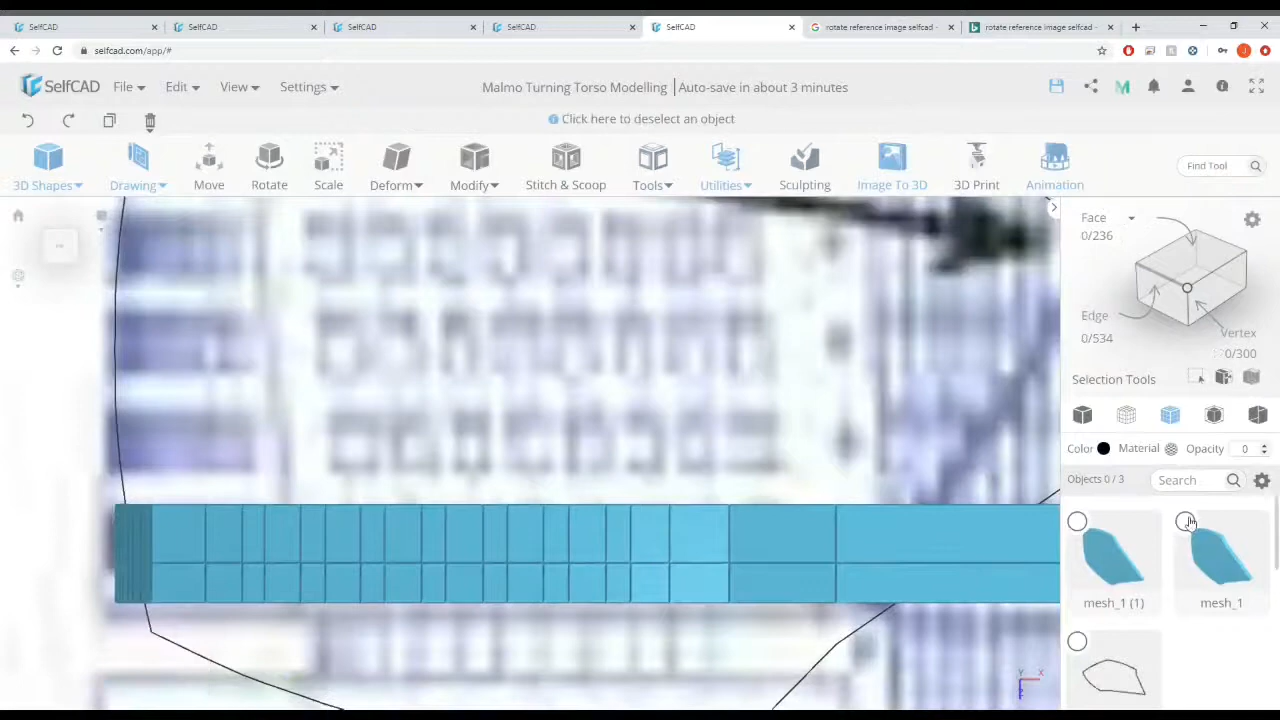 SelfCAD SelfCAD SelfCAD SelfCAD SelfCAD rotate reference image selfcad - rotate reference image selfcad -
selfcad.com/app/#
SelfCAD File Edit View Settings Malmo Turning Torso Modelling Auto-save in about 3 minutes
Click here to deselect an object
3D Shapes Drawing Move Rotate Scale Deform Modify Stitch & Scoop Tools Utilities Sculpting Image To 3D 3D Print Animation Find Tool
Face
0/236
Edge
0/534
Vertex
0/300
Selection Tools
Color Material Opacity 0
Objects 0 / 3 Search
mesh_1 (1) mesh_1
Y X
Z